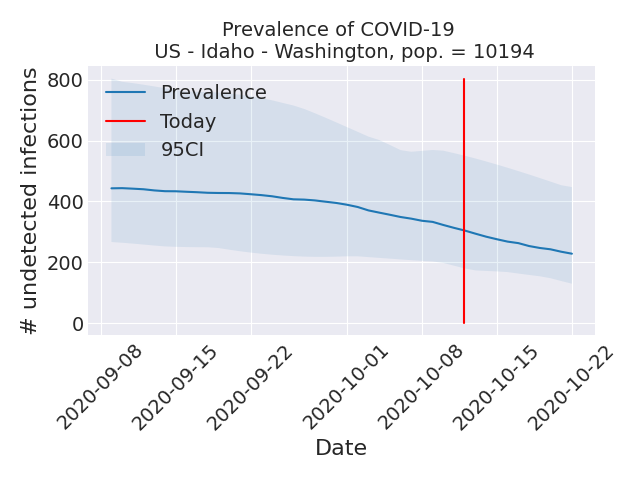 Prevalence of COVID-19
US - Idaho - Washington, pop. = 10194
# undetected infections
800
600
400
200
0
Prevalence
Today
95CI
2020-09-08
2020-09-15
2020-09-22
2020-10-01
2020-10-08
2020-10-15
2020-10-22
Date